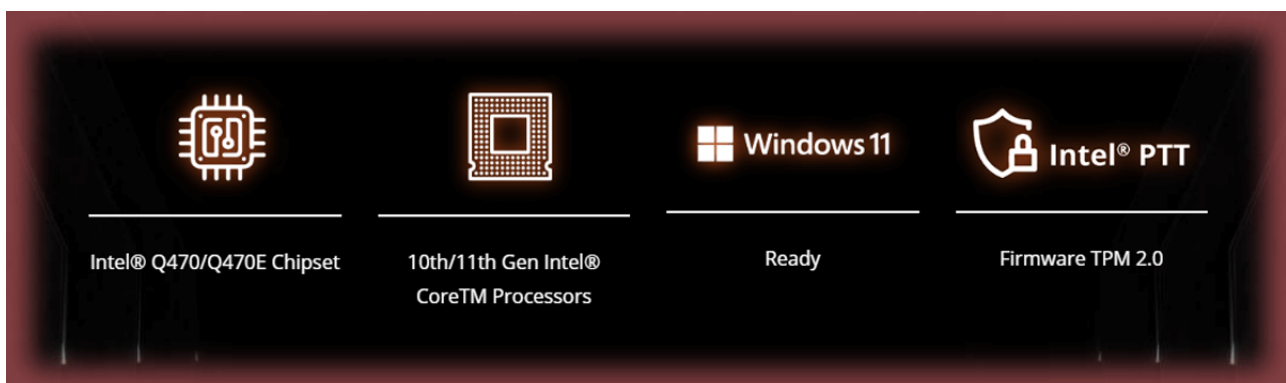 Windows 11
Intel® PTT
Intel® Q470/Q470E Chipset
10th/11th Gen Intel®
CoreTM Processors
Ready
Firmware TPM 2.0